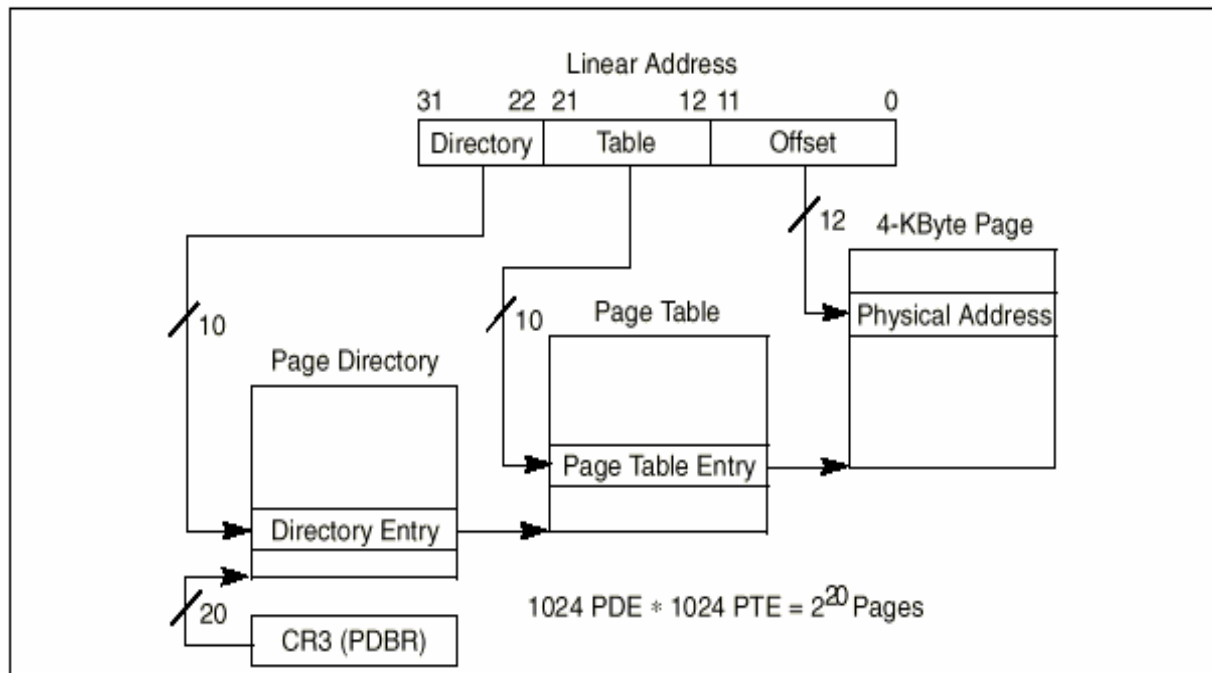 Linear Address
31 22 21 12 11 0
Directory Table Offset
12
4-KByte Page
Physical Address
10
10
Page Table
Page Directory
Page Table Entry
Directory Entry
20
1024 PDE * 1024 PTE = 2^20 Pages
CR3 (PDBR)